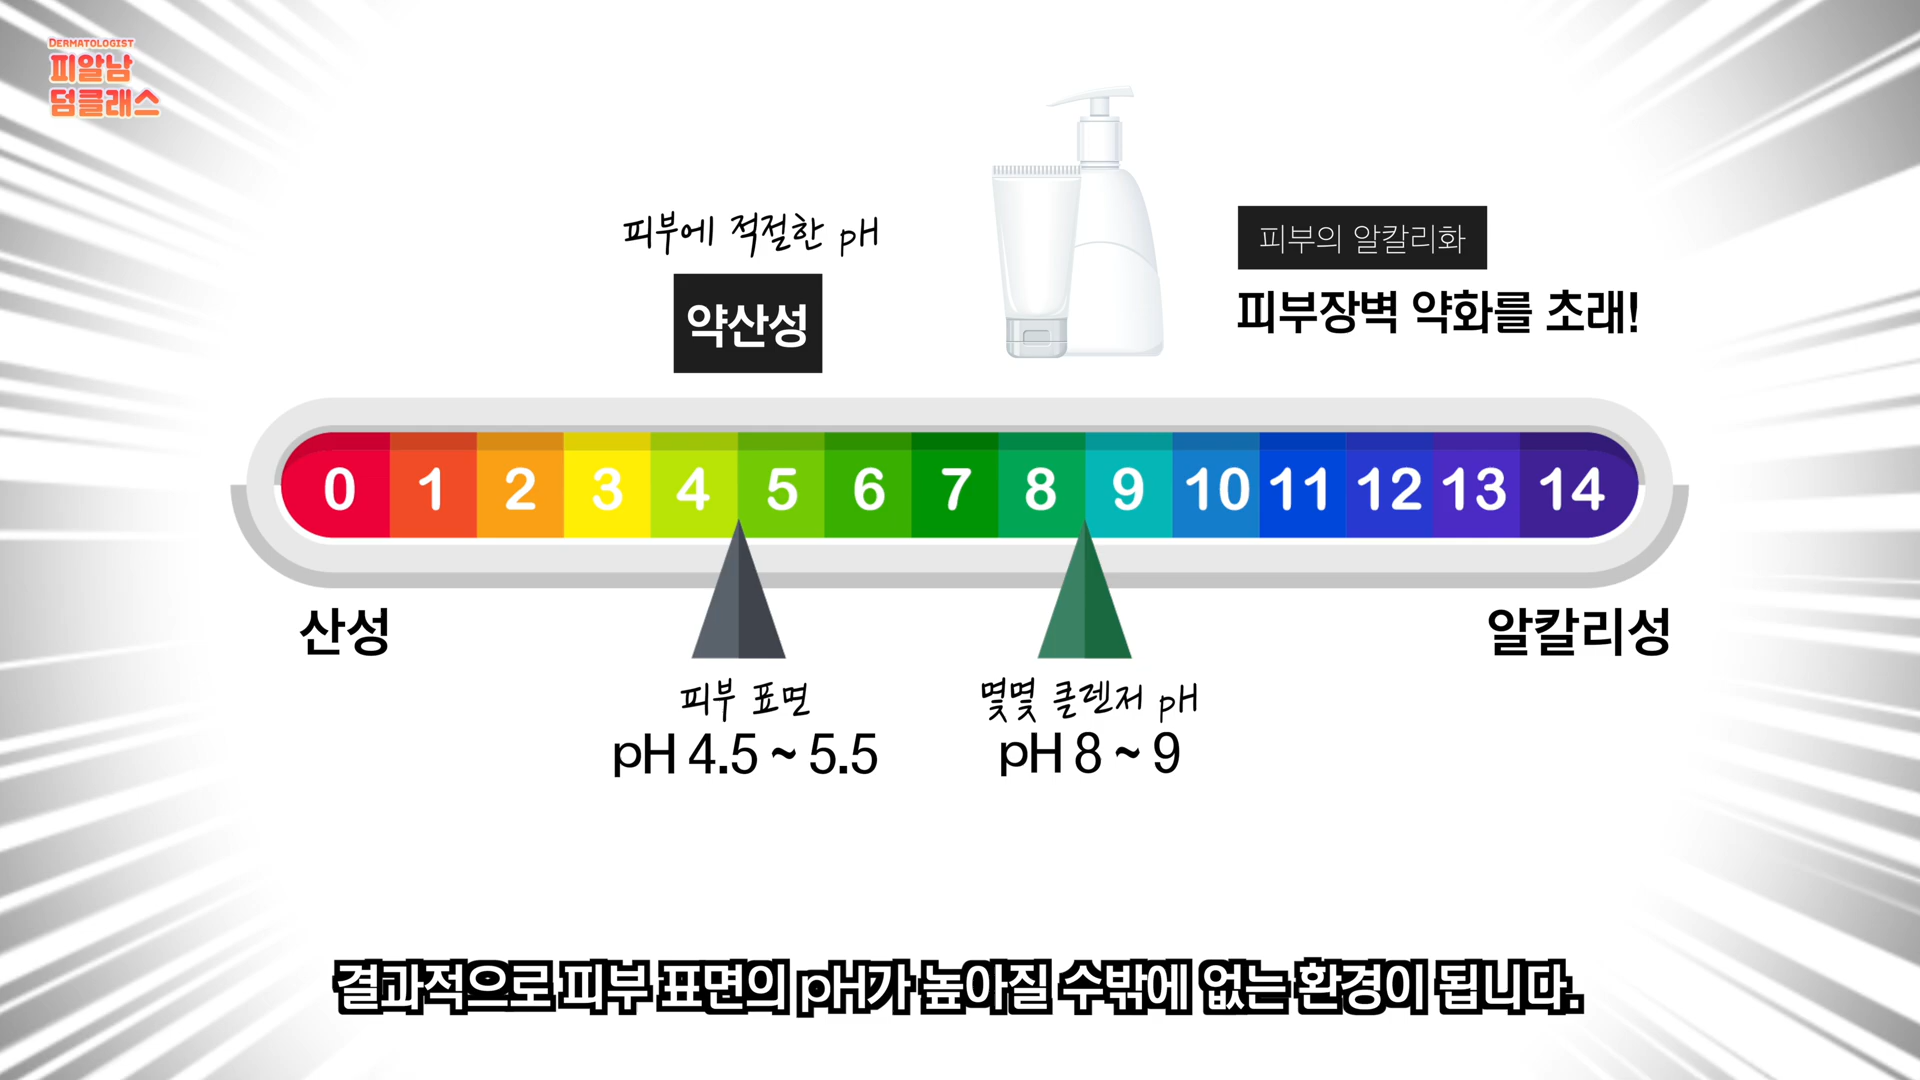 DERMATOLOGIST
피알남
덤클래스
피부에 적절한 pH
약산성
피부의 알칼리화
피부장벽 약화를 초래!
0 1 2 3 4 5 6 7 8 9 10 11 12 13 14
산성
알칼리성
피부 표면
pH 4.5 ~ 5.5
몇몇 클렌저 pH
pH 8 ~ 9
결과적으로 피부 표면의 pH가 높아질 수밖에 없는 환경이 됩니다.